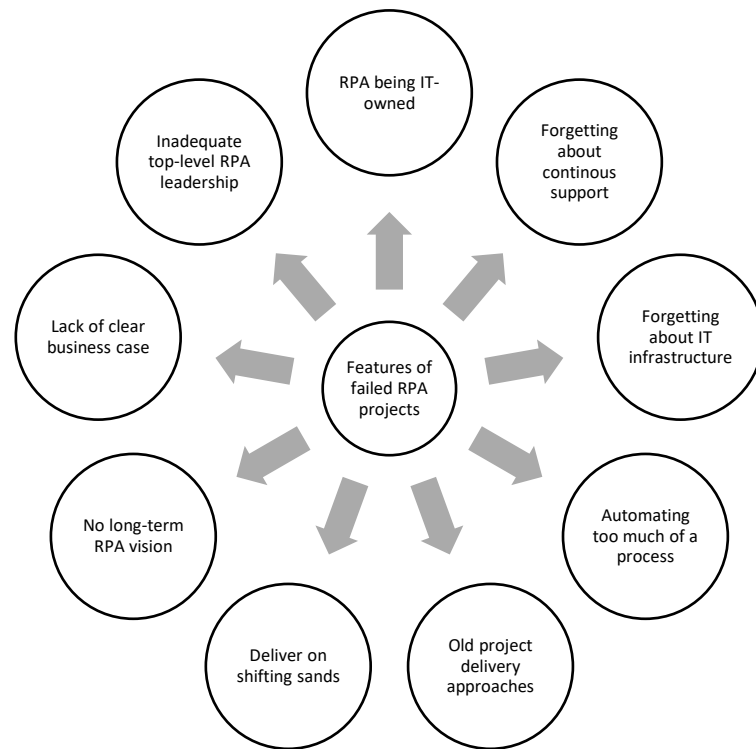 RPA being IT-
owned
Forgetting
about
continous
support
Forgetting
about IT
infrastructure
Automating
too much of a
process
Old project
delivery
approaches
Deliver on
shifting sands
No long-term
RPA vision
Lack of clear
business case
Inadequate
top-level RPA
leadership
Features of
failed RPA
projects